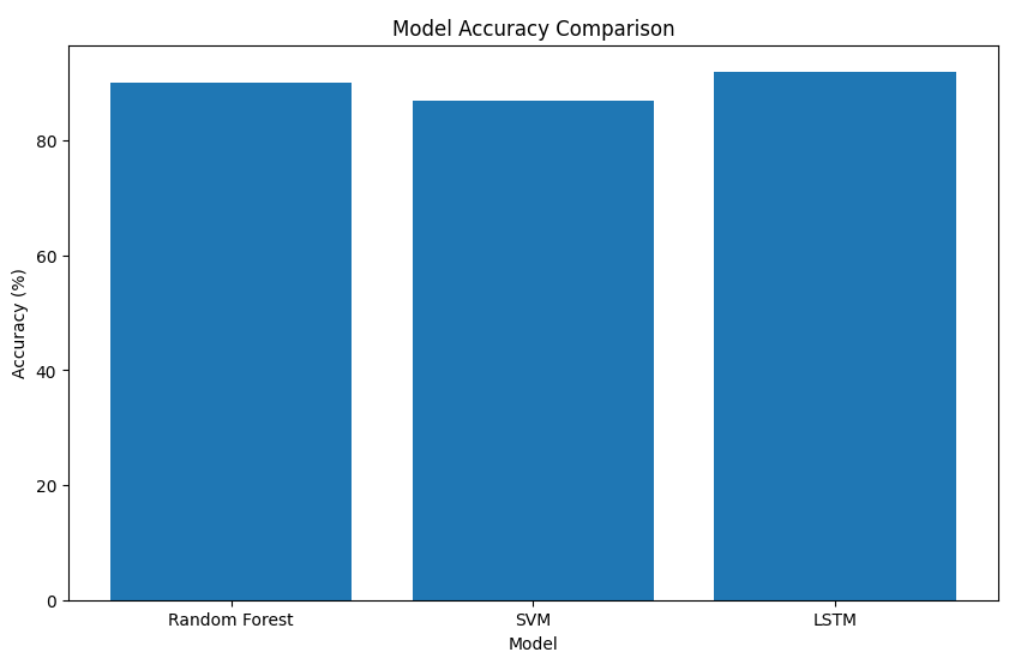 Model Accuracy Comparison
Accuracy (%)
80
60
40
20
0
Random Forest SVM LSTM
Model